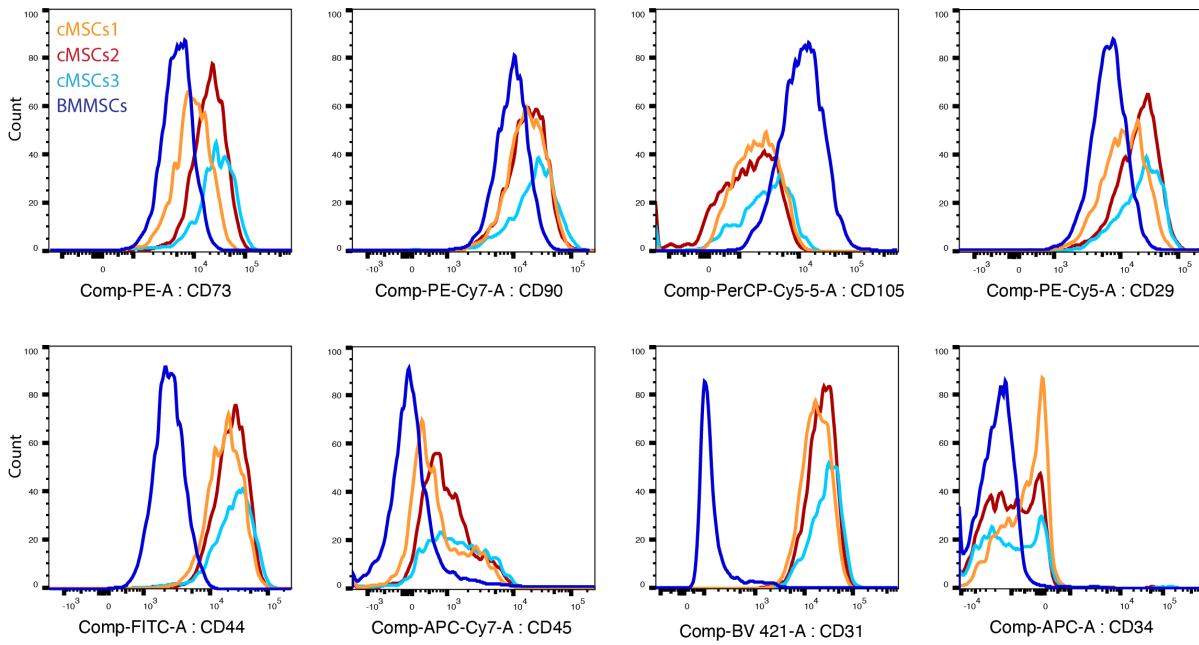 100 100 100 100
cMSCs1
cMSCs2
cMSCs3
BMMSCs
80 80 80 80
60 60 60 60
40 40 40 40
20 20 20 20
0 0 0 0
Count
0 10^4 10^5
-10^3 0 10^3 10^4 10^5
0 10^4 10^5
-10^3 0 10^4 10^5
Comp-PE-A : CD73
Comp-PE-Cy7-A : CD90
Comp-PerCP-Cy5-5-A : CD105
Comp-PE-Cy5-A : CD29
100 100 100 100
80 80 80 80
60 60 60 60
40 40 40 40
20 20 20 20
0 0 0 0
Count
-10^3 0 10^3 10^4 10^5
-10^3 0 10^3 10^4 10^5
0 10^3 10^4 10^5
-10^4 0 10^4 10^5
Comp-FITC-A : CD44
Comp-APC-Cy7-A : CD45
Comp-BV 421-A : CD31
Comp-APC-A : CD34